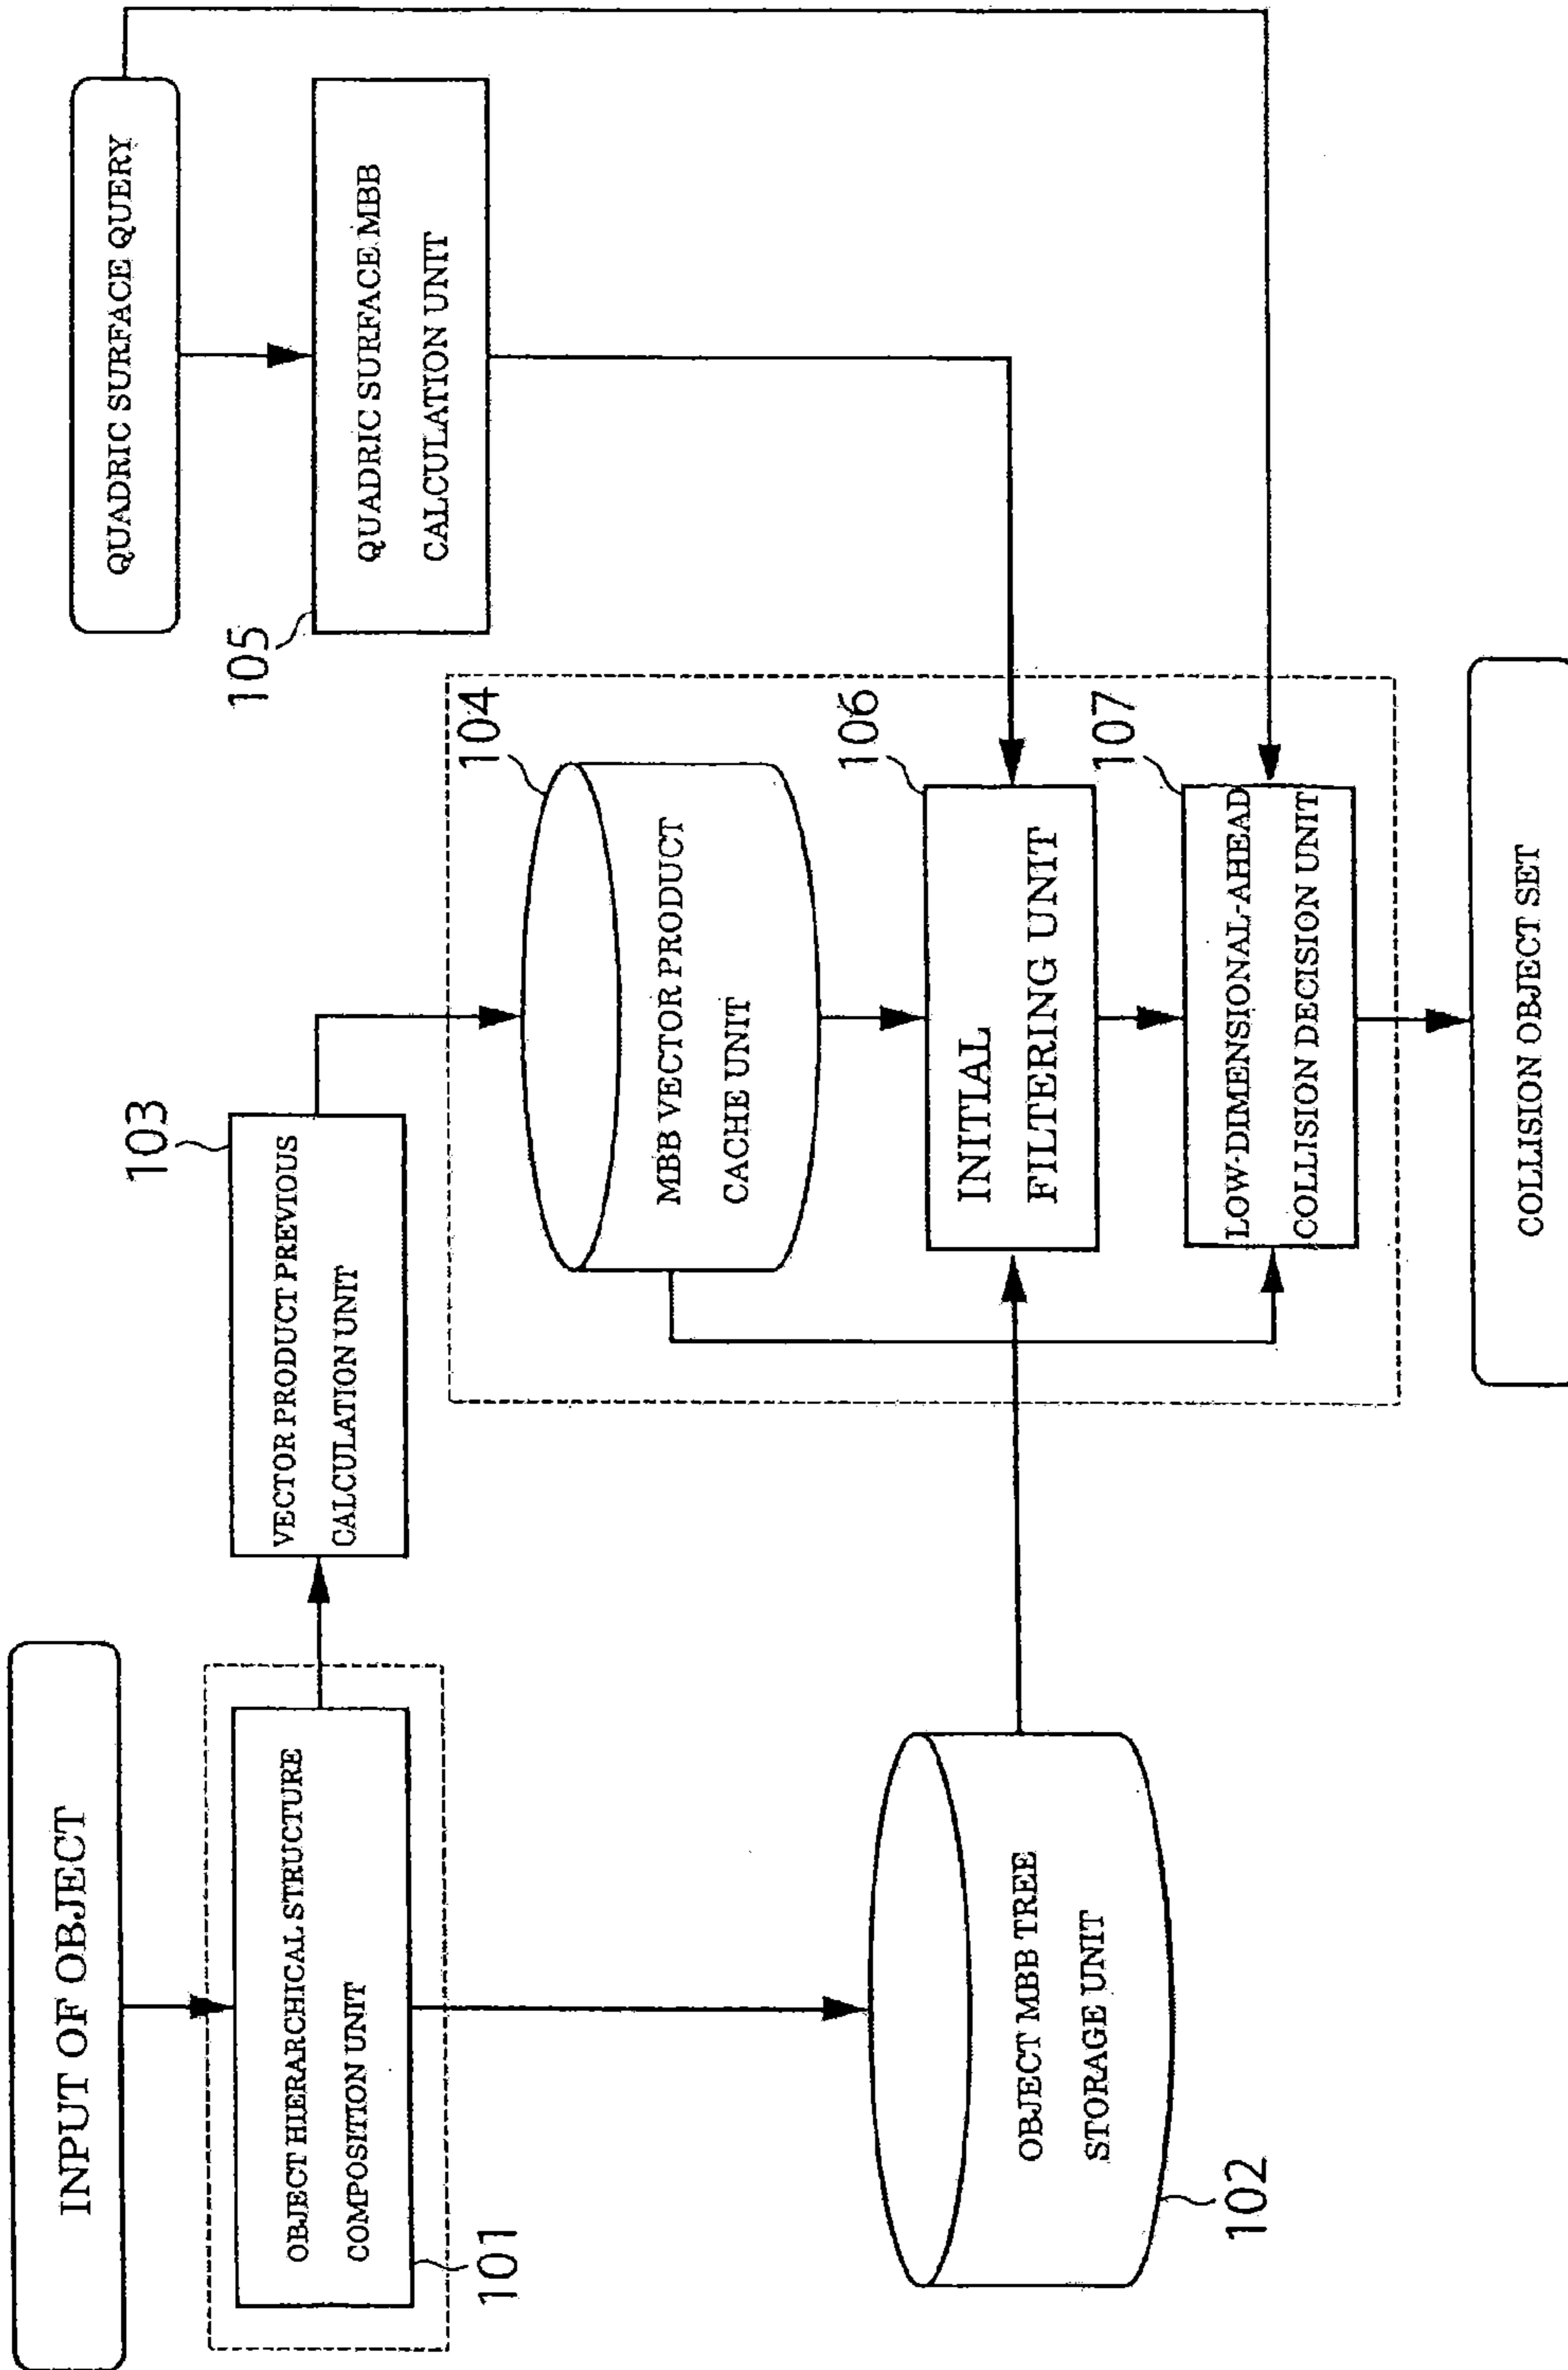 INPUT OF OBJECT
OBJECT HIERARCHICAL STRUCTURE
COMPOSITION UNIT
101
VECTOR PRODUCT PREVIOUS
CALCULATION UNIT
103
QUADRIC SURFACE QUERY
QUADRIC SURFACE MBB
CALCULATION UNIT
105
MBB VECTOR PRODUCT
CACHE UNIT
104
OBJECT MBB TREE
STORAGE UNIT
102
INITIAL
FILTERING UNIT
106
LOW-DIMENSIONAL-AHEAD
COLLISION DECISION UNIT
107
COLLISION OBJECT SET